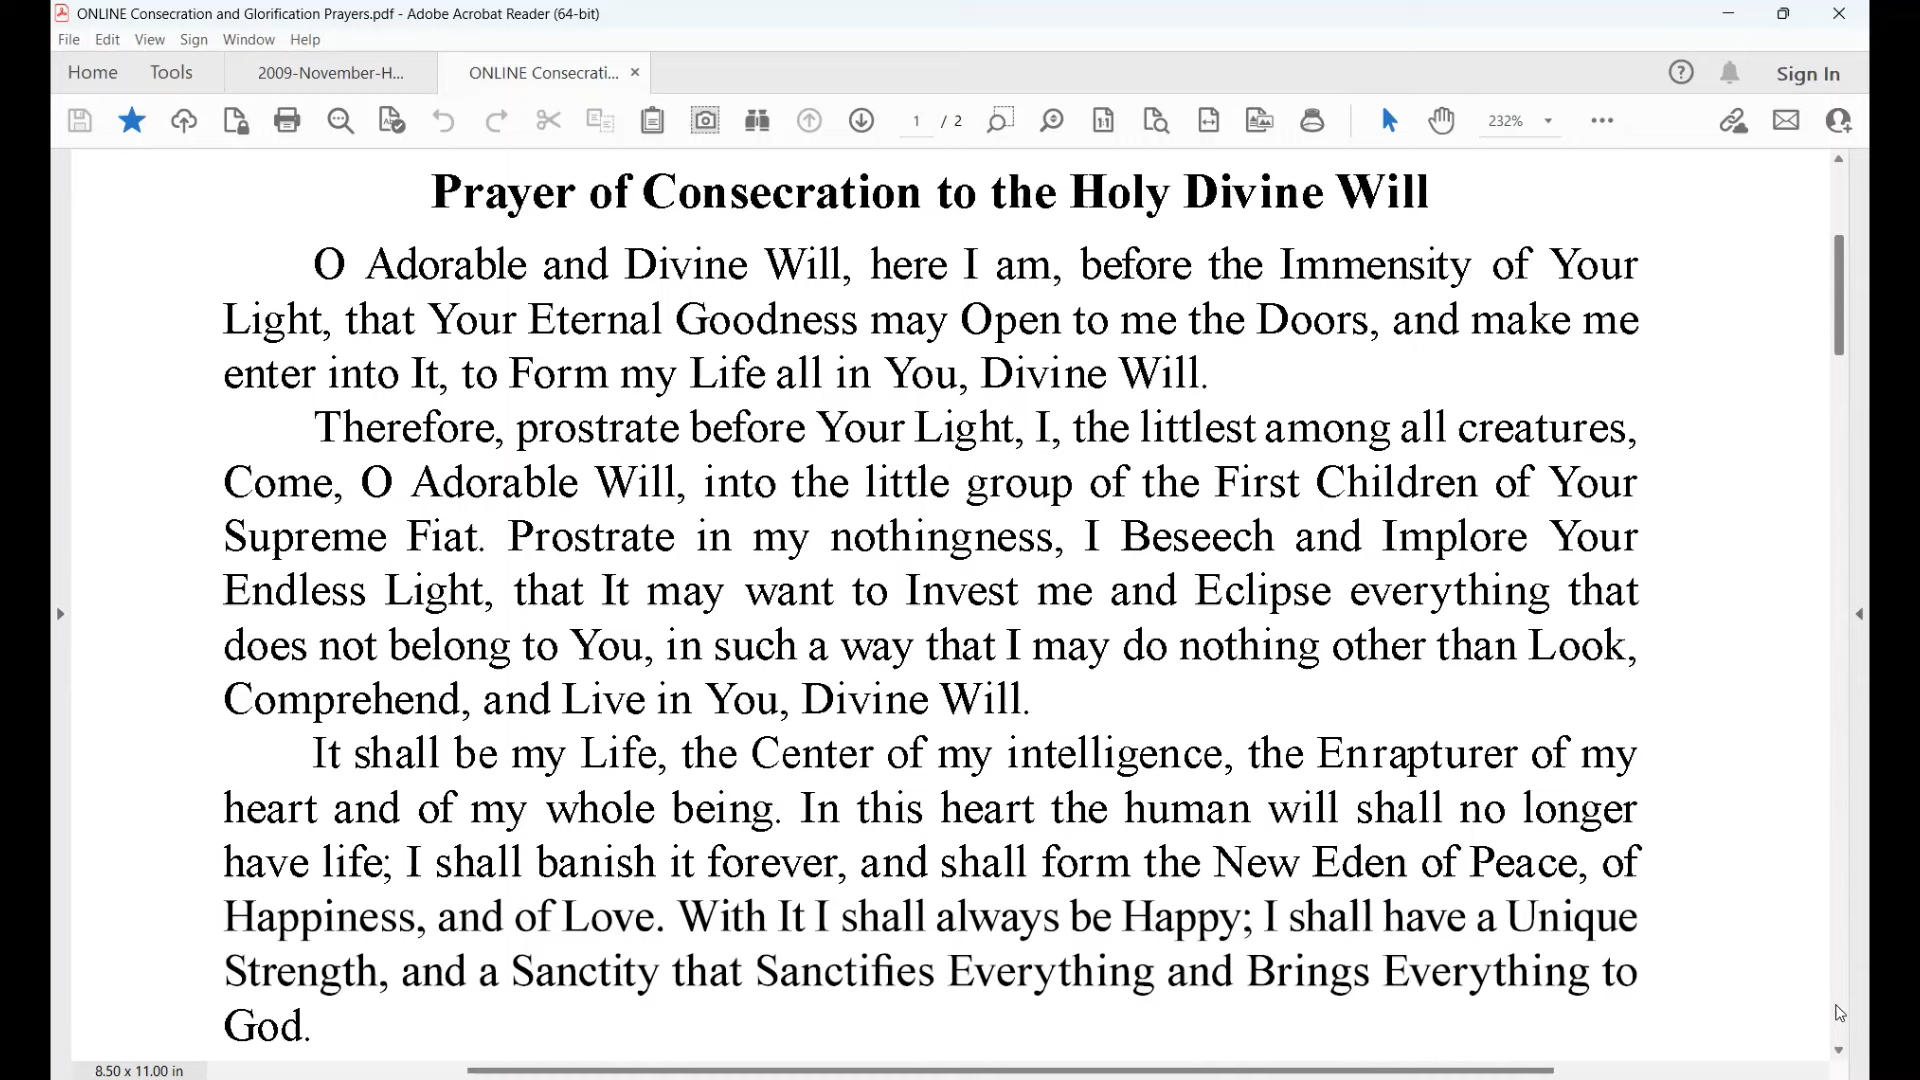 ONLINE Consecration and Glorification Prayers.pdf - Adobe Acrobat Reader (64-bit)
File Edit View Sign Window Help
Home Tools 2009-November-H... ONLINE Consecrati... × Sign In
1 / 2 232%
Prayer of Consecration to the Holy Divine Will
O Adorable and Divine Will, here I am, before the Immensity of Your
Light, that Your Eternal Goodness may Open to me the Doors, and make me
enter into It, to Form my Life all in You, Divine Will.
Therefore, prostrate before Your Light, I, the littlest among all creatures,
Come, O Adorable Will, into the little group of the First Children of Your
Supreme Fiat. Prostrate in my nothingness, I Beseech and Implore Your
Endless Light, that It may want to Invest me and Eclipse everything that
does not belong to You, in such a way that I may do nothing other than Look,
Comprehend, and Live in You, Divine Will.
It shall be my Life, the Center of my intelligence, the Enrapturer of my
heart and of my whole being. In this heart the human will shall no longer
have life; I shall banish it forever, and shall form the New Eden of Peace, of
Happiness, and of Love. With It I shall always be Happy; I shall have a Unique
Strength, and a Sanctity that Sanctifies Everything and Brings Everything to
God.
8.50 x 11.00 in